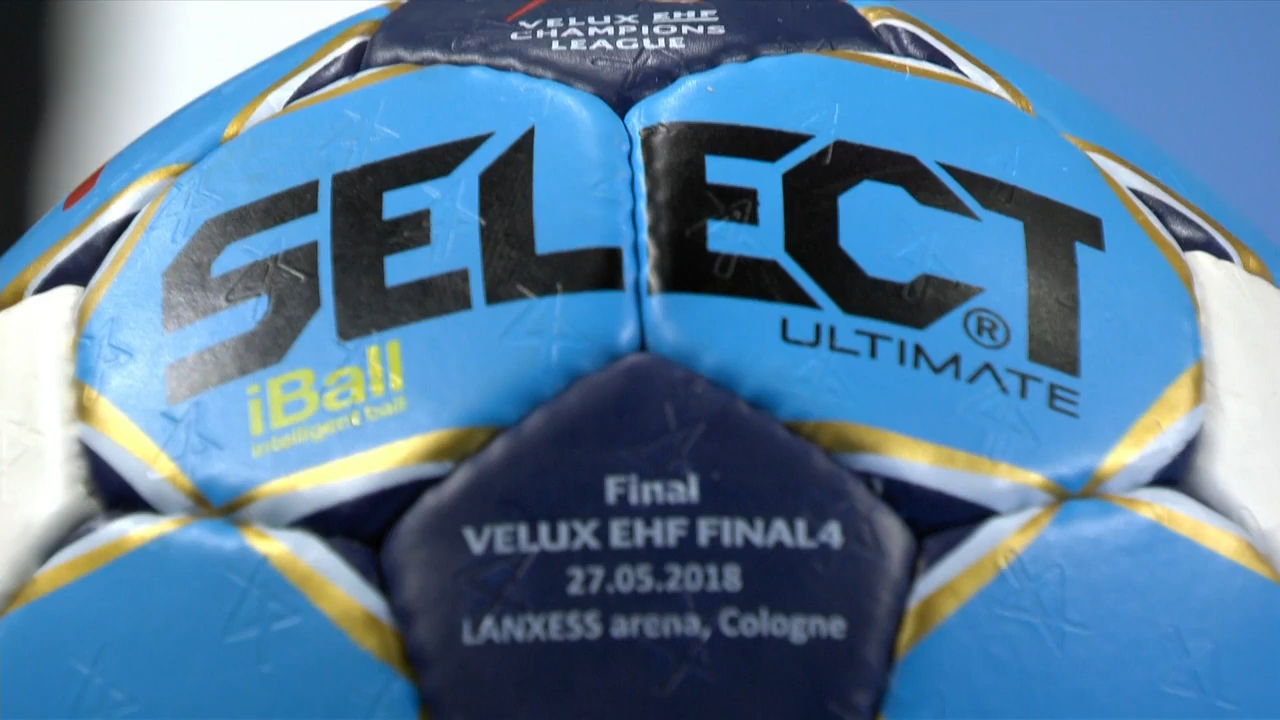 VELUX EHF
CHAMPIONS
LEAGUE
SELECT
®
ULTIMATE
iBall
intelligent ball
Final
VELUX EHF FINAL4
27.05.2018
LANXESS arena, Cologne